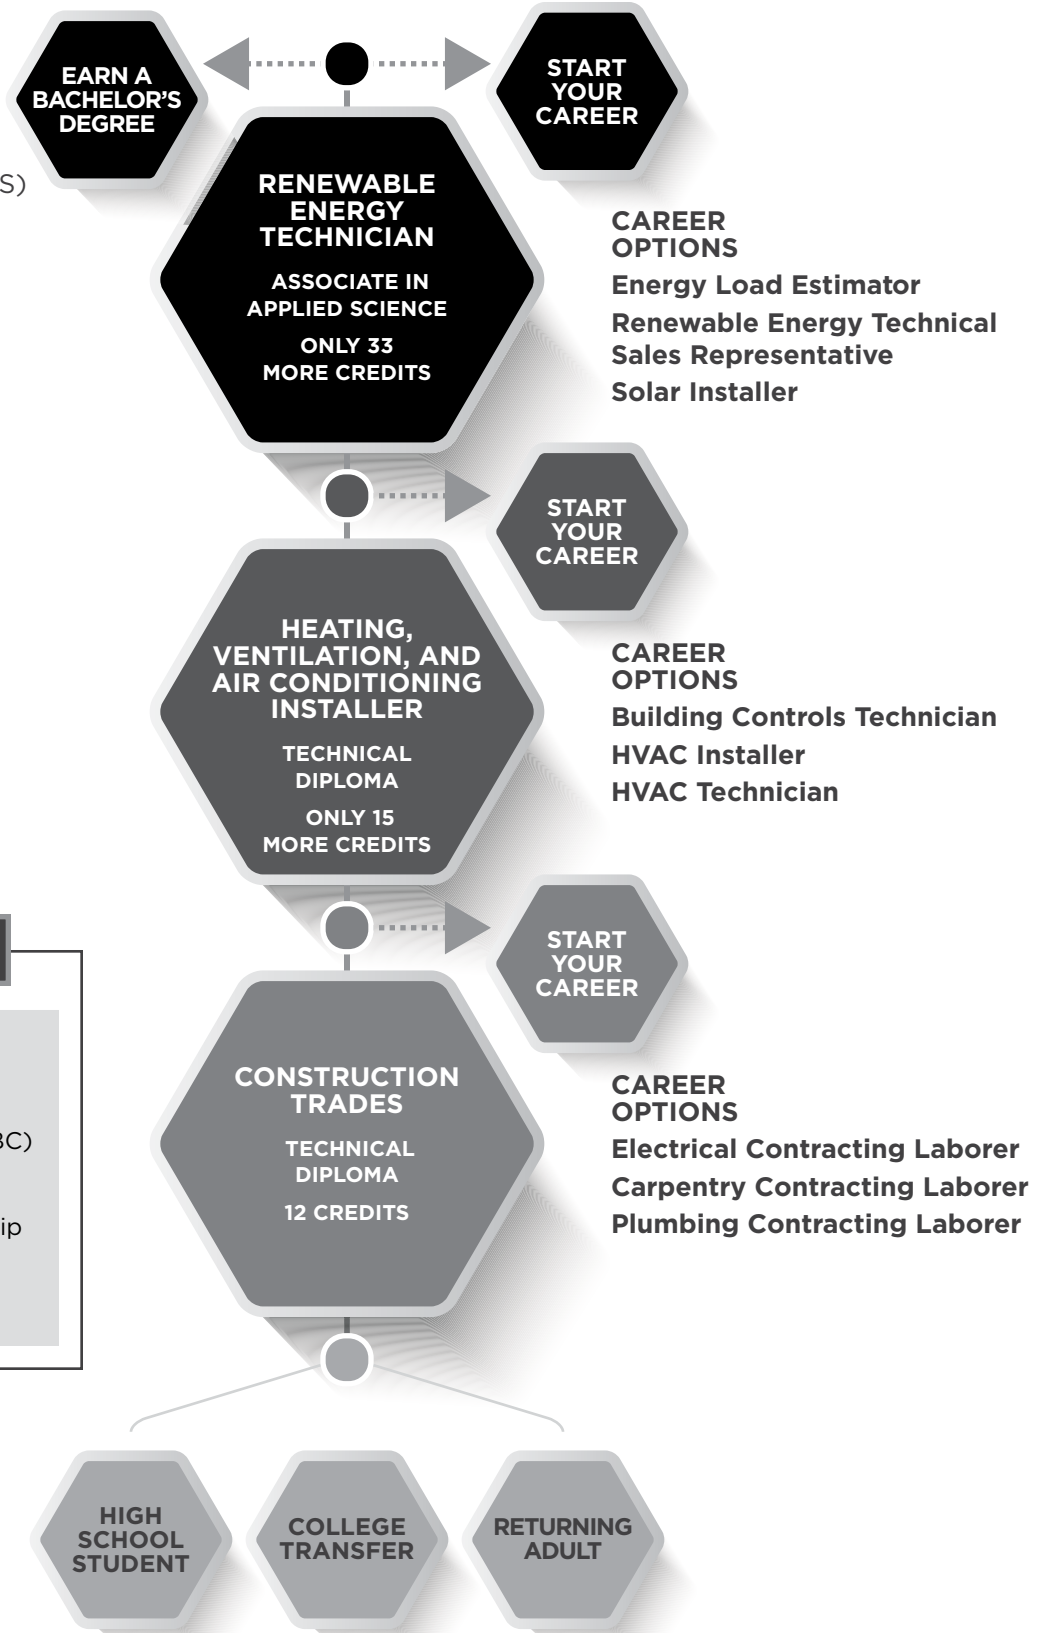 EARN A
BACHELOR'S
DEGREE
START
YOUR
CAREER
S)
RENEWABLE
ENERGY
TECHNICIAN
ASSOCIATE IN
APPLIED SCIENCE
ONLY 33
MORE CREDITS
CAREER
OPTIONS
Energy Load Estimator
Renewable Energy Technical
Sales Representative
Solar Installer
START
YOUR
CAREER
HEATING,
VENTILATION, AND
AIR CONDITIONING
INSTALLER
TECHNICAL
DIPLOMA
ONLY 15
MORE CREDITS
CAREER
OPTIONS
Building Controls Technician
HVAC Installer
HVAC Technician
START
YOUR
CAREER
CONSTRUCTION
TRADES
TECHNICAL
DIPLOMA
12 CREDITS
CAREER
OPTIONS
Electrical Contracting Laborer
Carpentry Contracting Laborer
Plumbing Contracting Laborer
BC)
ip
HIGH
SCHOOL
STUDENT
COLLEGE
TRANSFER
RETURNING
ADULT